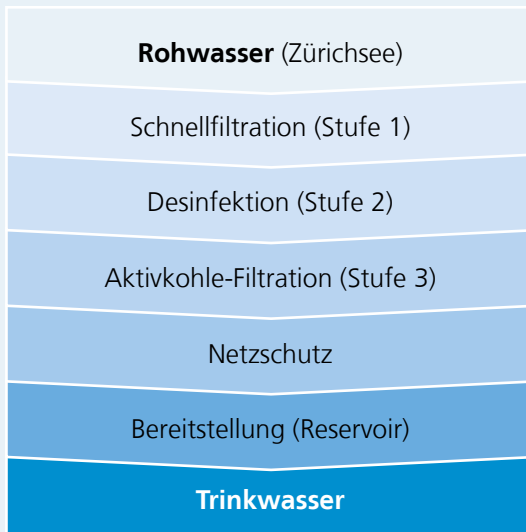 Rohwasser (Zürichsee)
Schnellfiltration (Stufe 1)
Desinfektion (Stufe 2)
Aktivkohle-Filtration (Stufe 3)
Netzschutz
Bereitstellung (Reservoir)
Trinkwasser